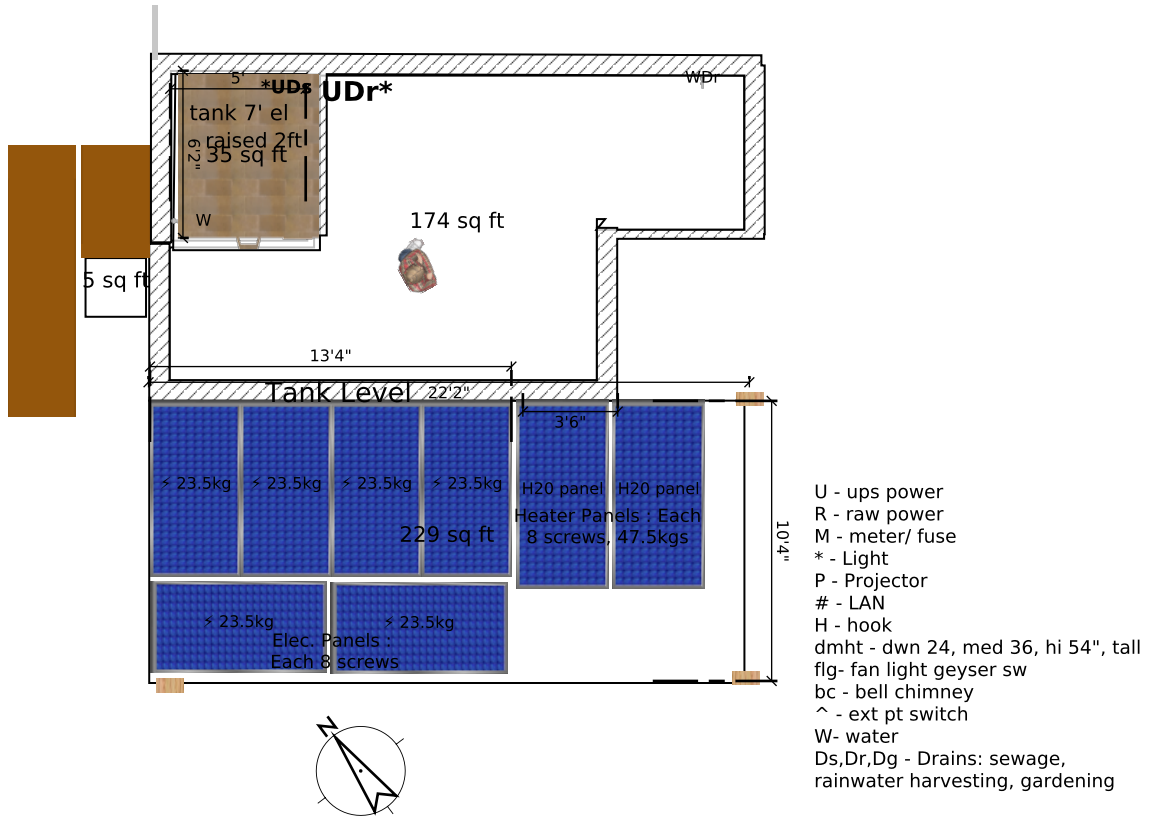 5'
*UDs UDr*
WDr
tank 7' el
raised 2ft
6'2"
35 sq ft
W
174 sq ft
5 sq ft
13'4"
Tank Level
22'2"
3'6"
⚡ 23.5kg
⚡ 23.5kg
⚡ 23.5kg
⚡ 23.5kg
H20 panel
H20 panel
Heater Panels : Each
8 screws, 47.5kgs
229 sq ft
10'4"
⚡ 23.5kg
⚡ 23.5kg
Elec. Panels :
Each 8 screws
N
U - ups power
R - raw power
M - meter/ fuse
* - Light
P - Projector
# - LAN
H - hook
dmht - dwn 24, med 36, hi 54", tall
flg- fan light geyser sw
bc - bell chimney
^ - ext pt switch
W- water
Ds,Dr,Dg - Drains: sewage,
rainwater harvesting, gardening